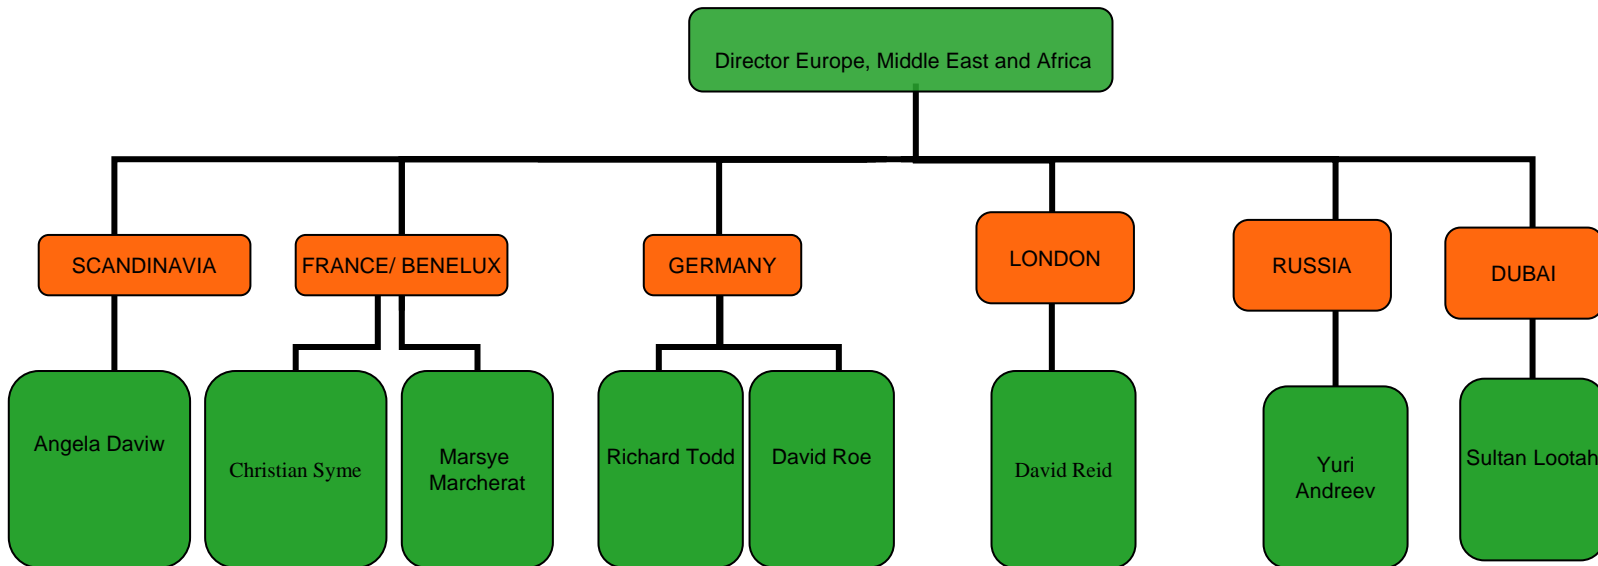 Director Europe, Middle East and Africa
SCANDINAVIA
FRANCE/ BENELUX
GERMANY
LONDON
RUSSIA
DUBAI
Angela Daviw
Christian Syme
Marsye
Marcherat
Richard Todd
David Roe
David Reid
Yuri
Andreev
Sultan Lootah